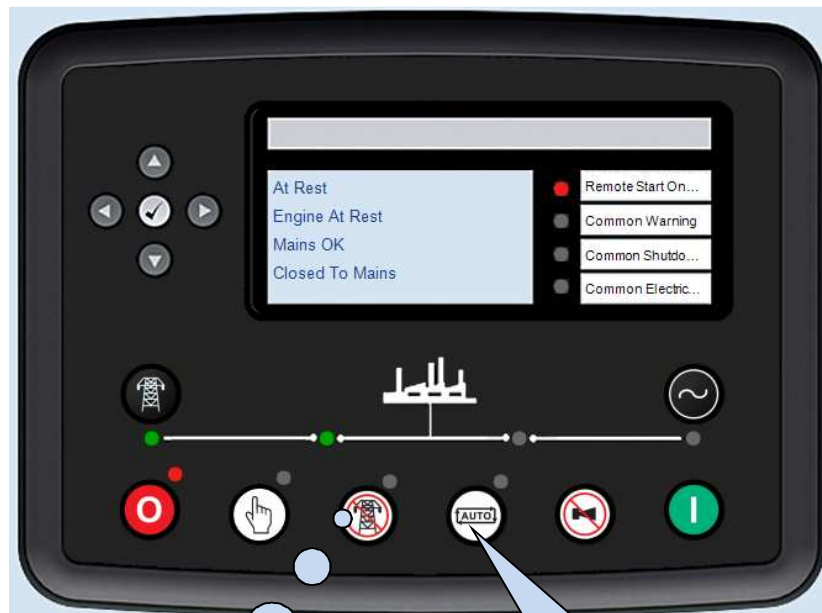 At Rest
Engine At Rest
Mains OK
Closed To Mains
Remote Start On...
Common Warning
Common Shutdo...
Common Electric...
O
AUTO
I